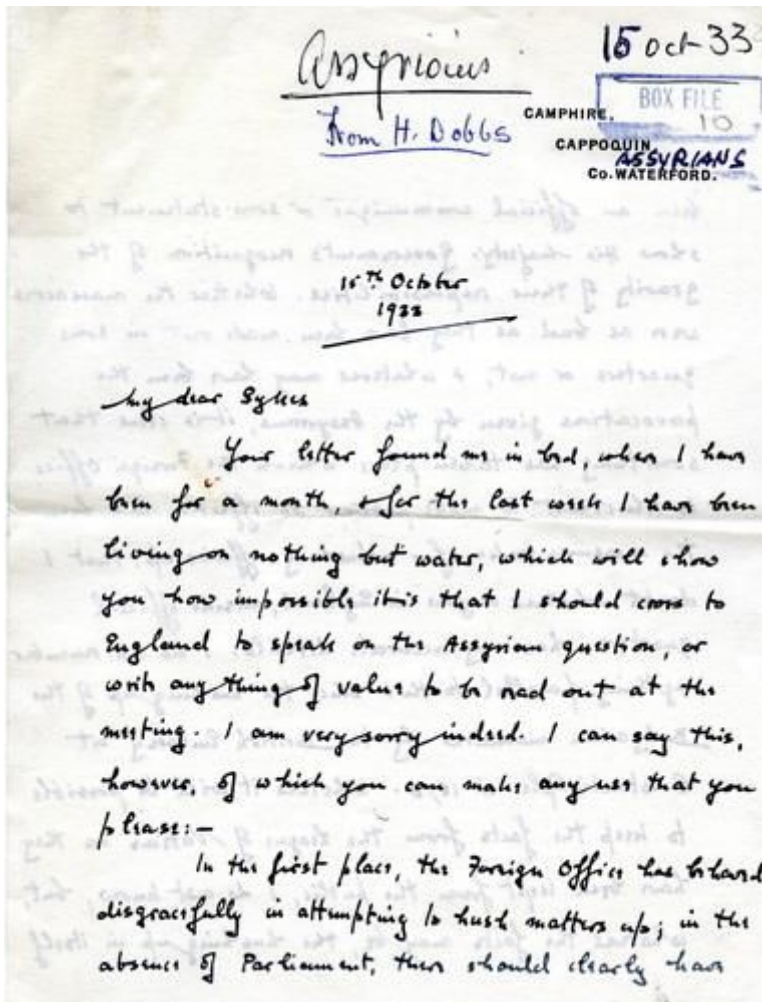 Assyrians
15 Oct 33
BOX FILE
10
From H. Dobbs
CAMPHIRE,
CAPPOQUIN,
ASSYRIANS
Co. WATERFORD.
15th October
1933
My dear Sykes
Your letter found me in bed, where I have
been for a month, & for the last week I have been
living on nothing but water, which will show
you how impossible it is that I should cross to
England to speak on the Assyrian question, or
write anything of value to be read out at the
meeting. I am very sorry indeed. I can say this,
however, of which you can make any use that you
please:—
In the first place, the Foreign Office has behaved
disgracefully in attempting to hush matters up; in the
absence of Parliament, there should clearly have